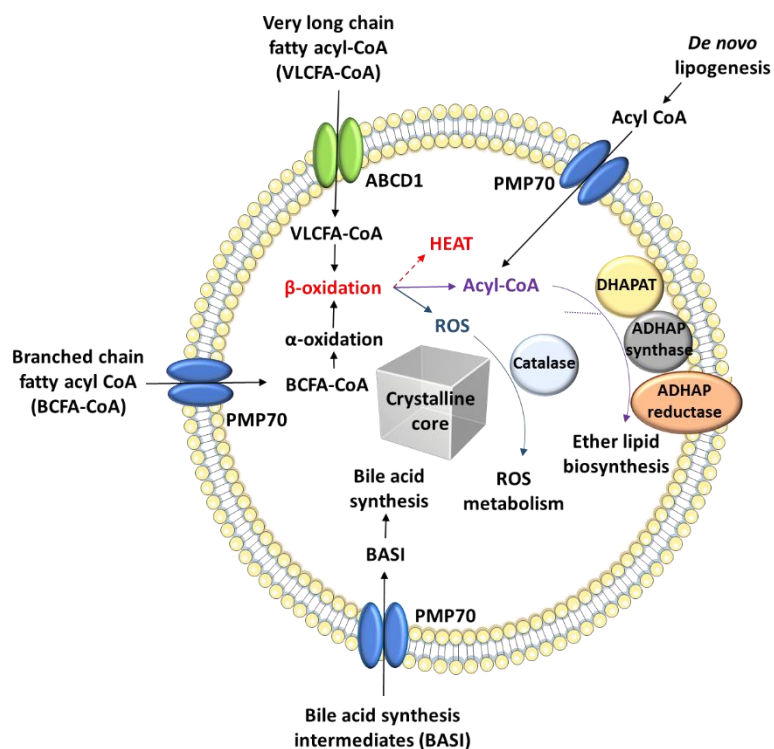 Very long chain
fatty acyl-CoA
(VLCFA-CoA)
De novo
lipogenesis
Acyl CoA
ABCD1
PMP70
VLCFA-CoA
HEAT
β-oxidation
Acyl-CoA
DHAPAT
ROS
ADHAP
synthase
α-oxidation
Catalase
Branched chain
fatty acyl CoA
(BCFA-CoA)
BCFA-CoA
PMP70
Crystalline
core
ADHAP
reductase
Ether lipid
biosynthesis
Bile acid
synthesis
ROS
metabolism
BASI
PMP70
Bile acid synthesis
intermediates (BASI)